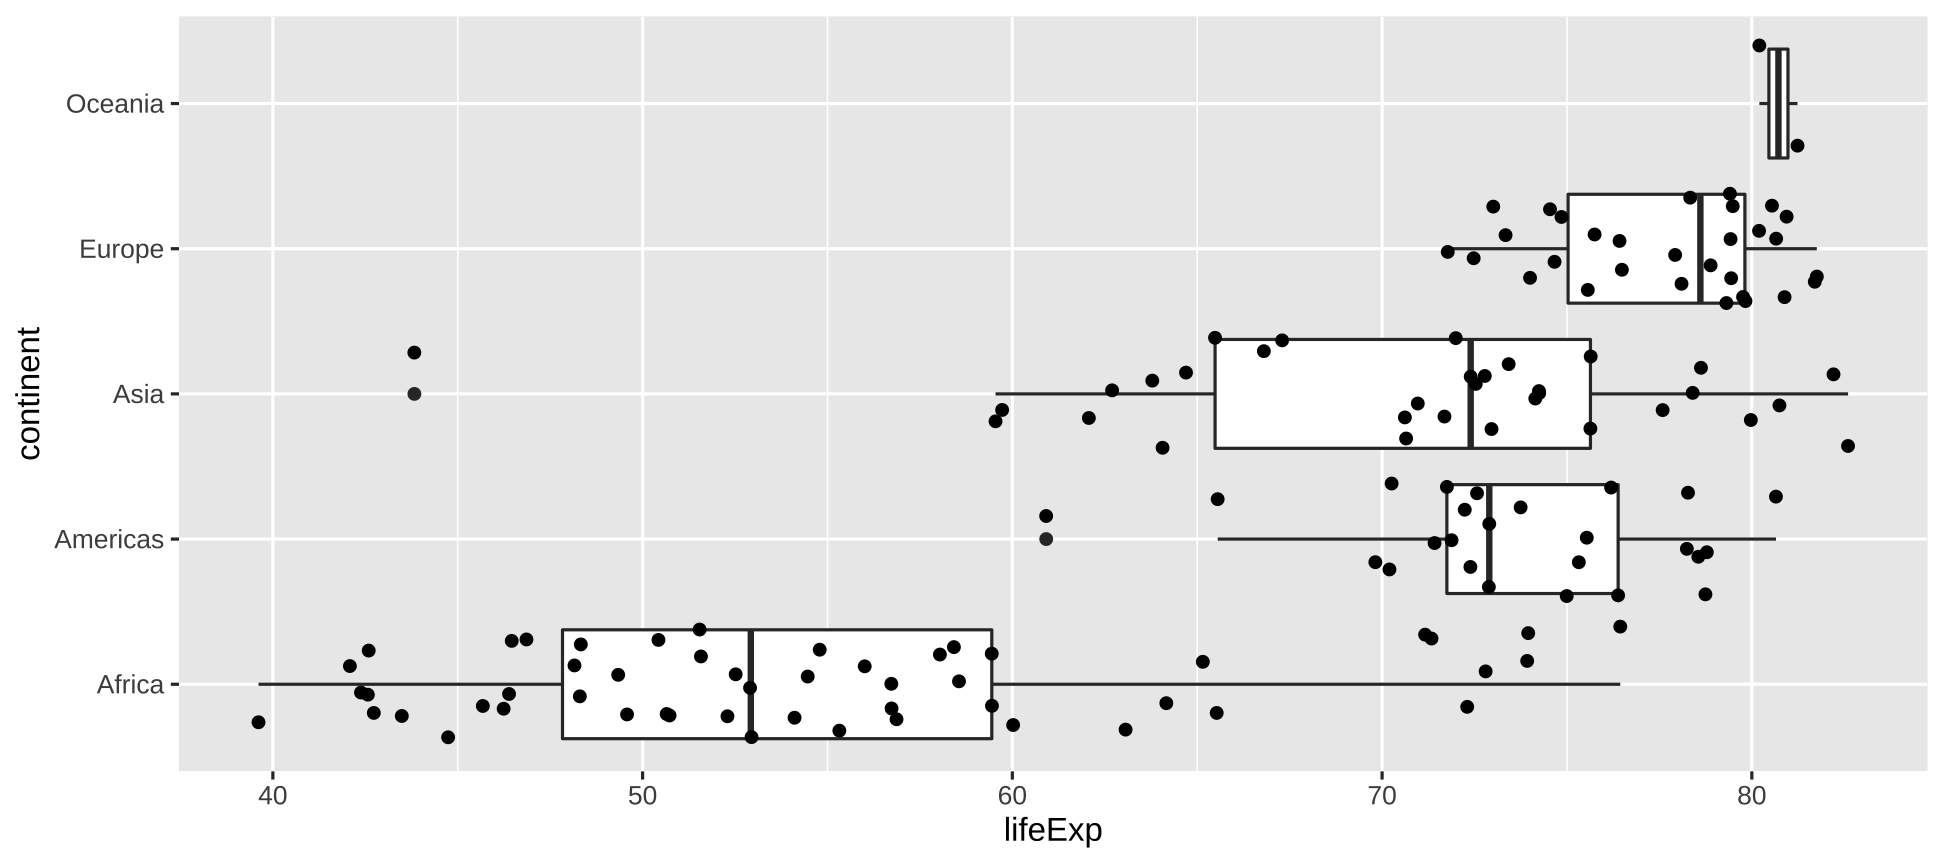 continent
Oceania
Europe
Asia
Americas
Africa
40 50 60 70 80
lifeExp